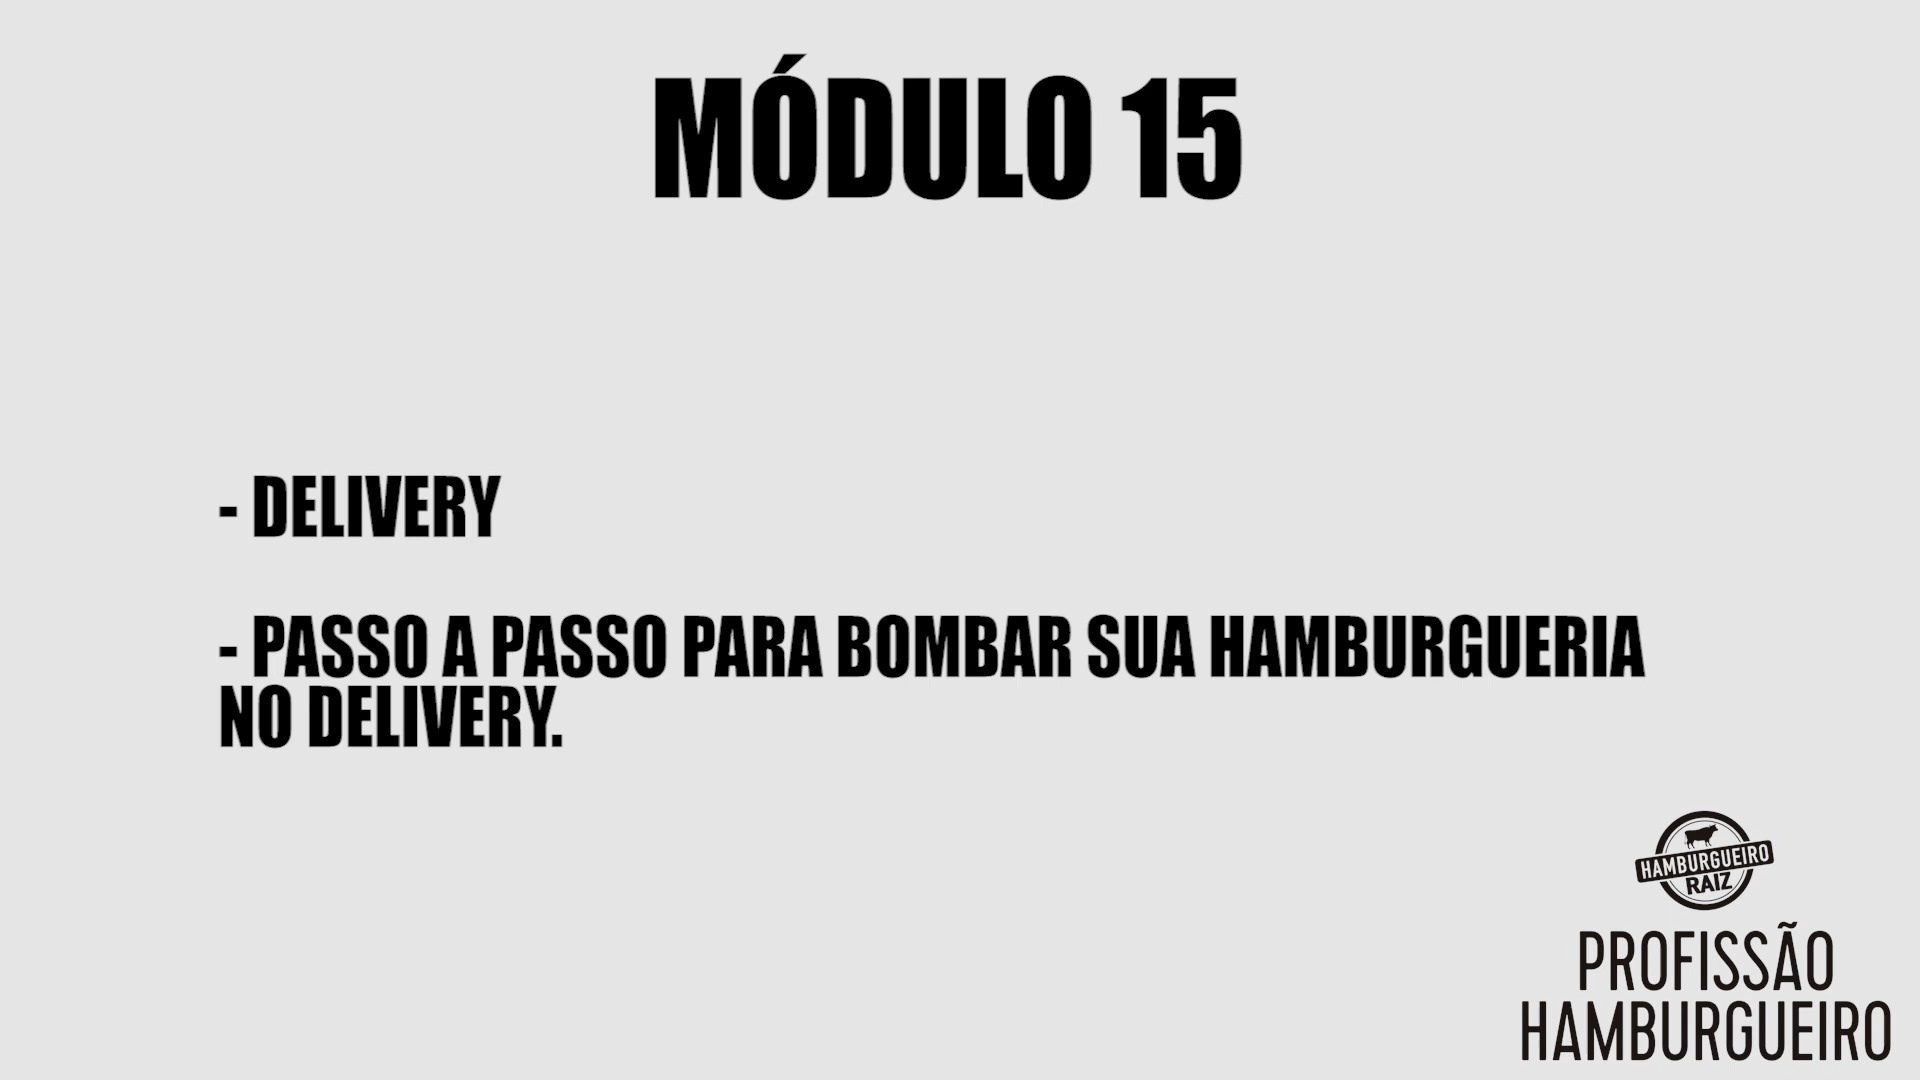 MÓDULO 15
- DELIVERY
- PASSO A PASSO PARA BOMBAR SUA HAMBURGUERIA
NO DELIVERY.
HAMBURGUEIRO
RAIZ
PROFISSÃO
HAMBURGUEIRO